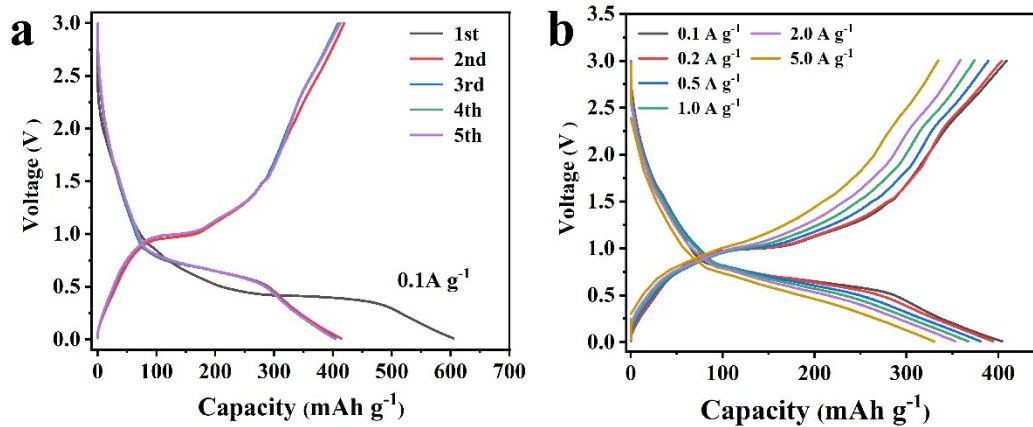 a
1st
2nd
3rd
4th
5th
0.1A g⁻¹
Voltage (V)
3.0
2.5
2.0
1.5
1.0
0.5
0.0
0 100 200 300 400 500 600 700
Capacity (mAh g⁻¹)
b
0.1 A g⁻¹ 2.0 A g⁻¹
0.2 A g⁻¹ 5.0 A g⁻¹
0.5 A g⁻¹
1.0 A g⁻¹
Voltage (V)
3.5
3.0
2.5
2.0
1.5
1.0
0.5
0.0
0 100 200 300 400
Capacity (mAh g⁻¹)